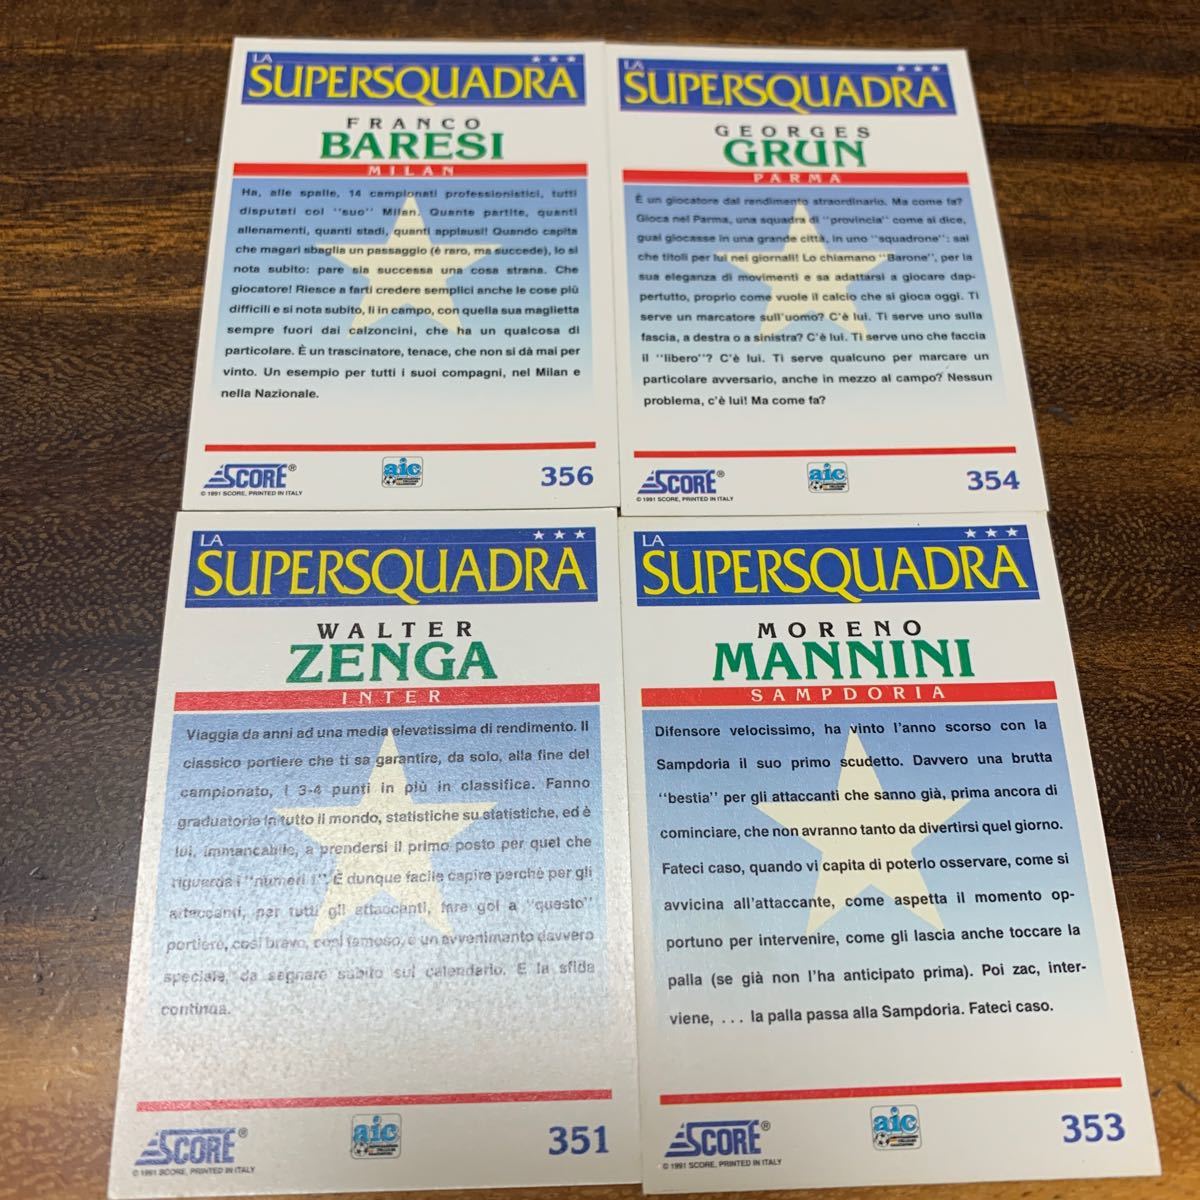 LA
SUPERSQUADRA
FRANCO
BARESI
MILAN
Ha, alle spalle, 14 campionati professionistici, tutti
disputati col "suo" Milan. Quante partite, quanti
allenamenti, quanti stadi, quanti applausi! Quando capita
che magari sbaglia un passaggio (è raro, ma succede), lo si
nota subito: pare sia successa una cosa strana. Che
giocatore! Riesce a farti credere semplici anche le cose più
difficili e si nota subito, lì in campo, con quella sua maglietta
sempre fuori dai calzoncini, che ha un qualcosa di
particolare. È un trascinatore, tenace, che non si dà mai per
vinto. Un esempio per tutti i suoi compagni, nel Milan e
nella Nazionale.
SCORE®
© 1991 SCORE, PRINTED IN ITALY
aic
356
LA
SUPERSQUADRA
GEORGES
GRUN
PARMA
È un giocatore dal rendimento straordinario. Ma come fa?
Gioca nel Parma, una squadra di "provincia" come si dice,
guai giocasse in una grande città, in uno "squadrone": sai
che titoli per lui nei giornali! Lo chiamano "Barone", per la
sua eleganza di movimenti e sa adattarsi a giocare dap-
pertutto, proprio come vuole il calcio che si gioca oggi. Ti
serve un marcatore sull'uomo? C'è lui. Ti serve uno sulla
fascia, a destra o a sinistra? C'è lui. Ti serve uno che faccia
il "libero"? C'è lui. Ti serve qualcuno per marcare un
particolare avversario, anche in mezzo al campo? Nessun
problema, c'è lui! Ma come fa?
SCORE®
© 1991 SCORE, PRINTED IN ITALY
aic
354
LA
SUPERSQUADRA
WALTER
ZENGA
INTER
Viaggia da anni ad una media elevatissima di rendimento. Il
classico portiere che ti sa garantire, da solo, alla fine del
campionato, i 3-4 punti in più in classifica. Fanno
graduatorie in tutto il mondo, statistiche su statistiche, ed è
lui, immancabile, a prendersi il primo posto per quel che
riguarda i "numeri 1". È dunque facile capire perchè per gli
attaccanti, per tutti gli attaccanti, fare gol a "questo"
portiere, così bravo, così famoso, è un avvenimento davvero
speciale, da segnare subito sul calendario. E la sfida
continua.
SCORE®
© 1991 SCORE, PRINTED IN ITALY
aic
351
LA
SUPERSQUADRA
MORENO
MANNINI
SAMPDORIA
Difensore velocissimo, ha vinto l'anno scorso con la
Sampdoria il suo primo scudetto. Davvero una brutta
"bestia" per gli attaccanti che sanno già, prima ancora di
cominciare, che non avranno tanto da divertirsi quel giorno.
Fateci caso, quando vi capita di poterlo osservare, come si
avvicina all'attaccante, come aspetta il momento op-
portuno per intervenire, come gli lascia anche toccare la
palla (se già non l'ha anticipato prima). Poi zac, inter-
viene, ... la palla passa alla Sampdoria. Fateci caso.
SCORE®
© 1991 SCORE, PRINTED IN ITALY
aic
353